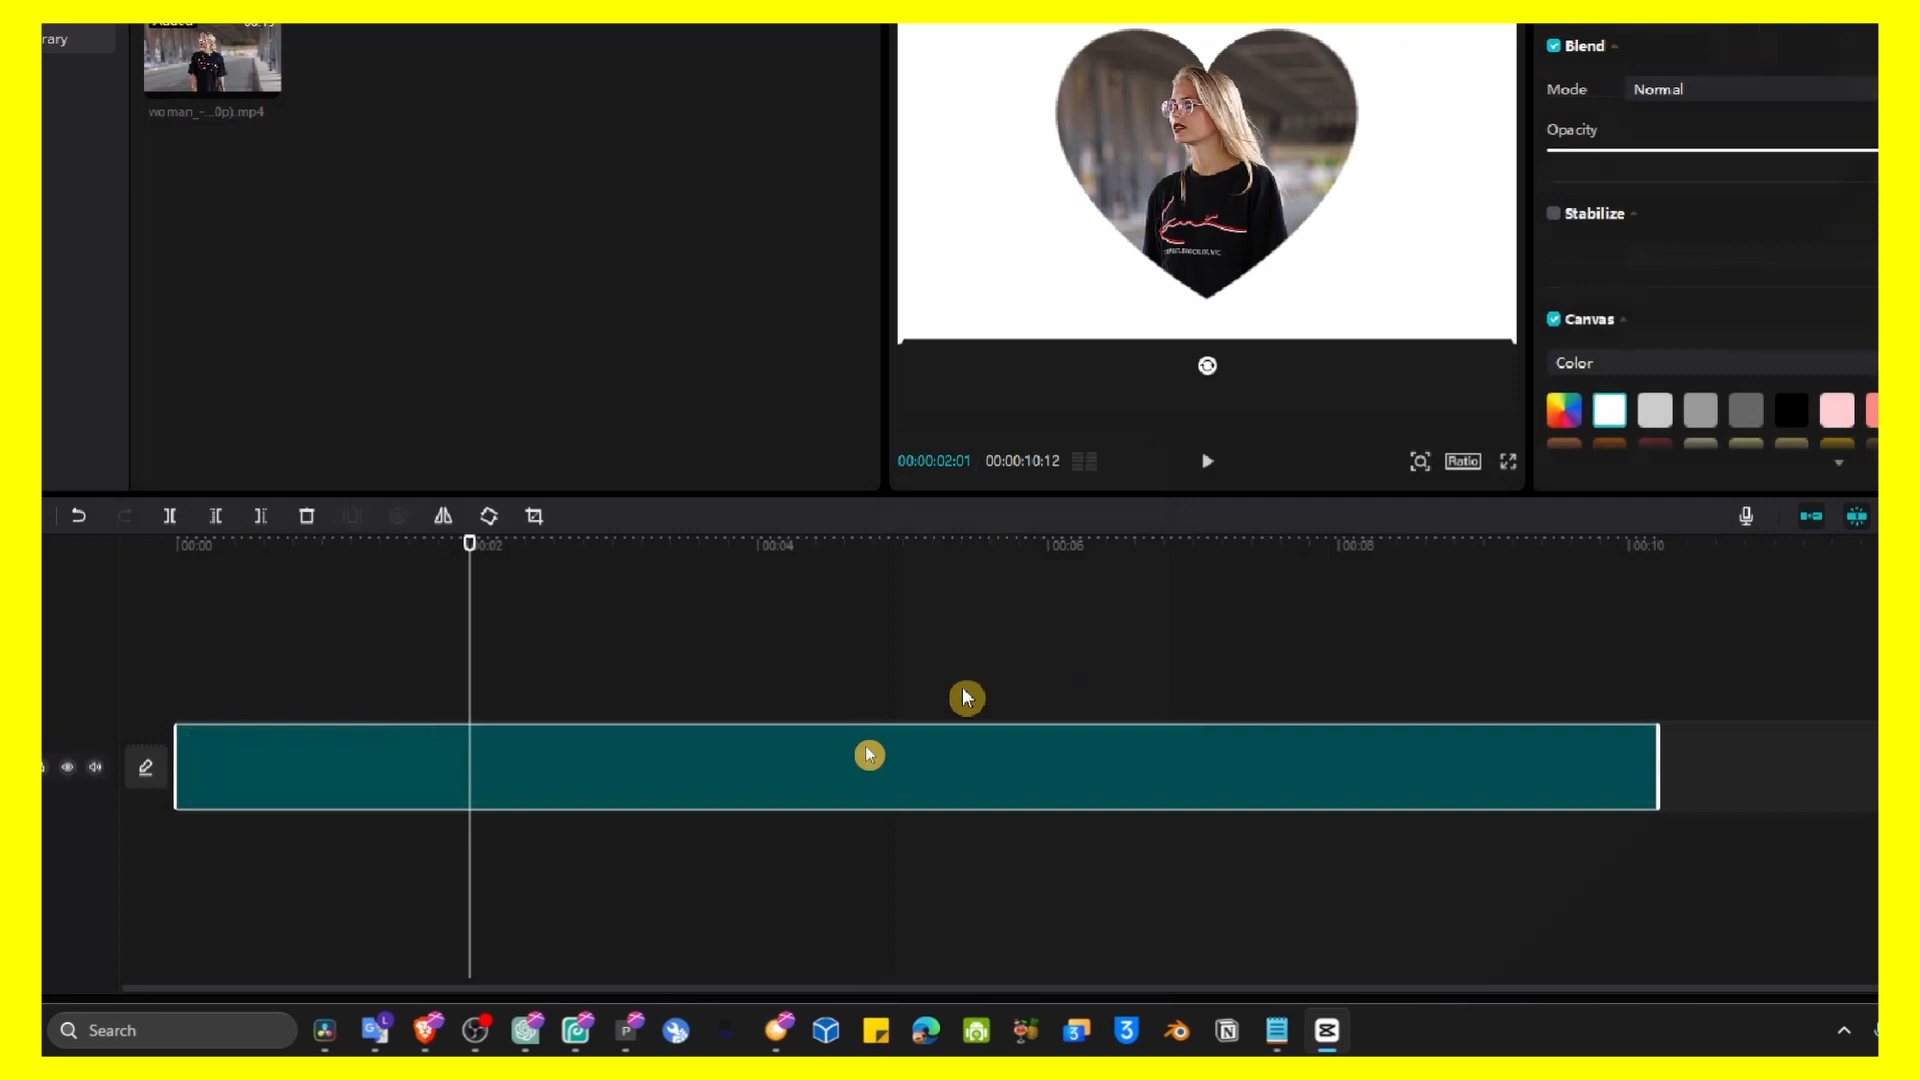 rary
Added
woman_-...0p).mp4
Blend
Mode
Normal
Opacity
Stabilize
Canvas
Color
00:00:02:01
00:00:10:12
Ratio
00:00
00:02
00:04
00:06
00:08
00:10
Search